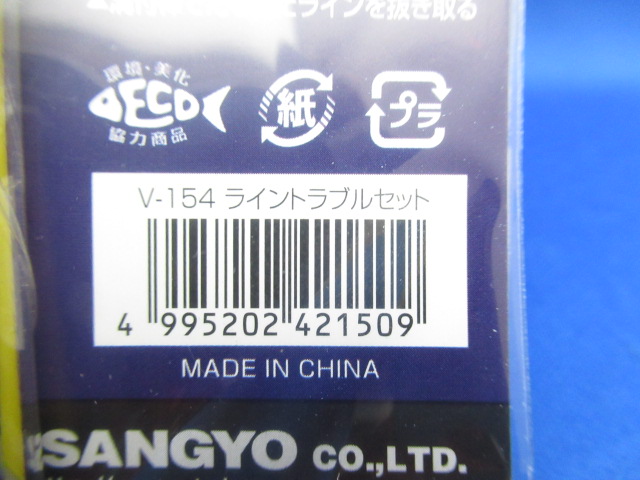 ラインを抜き取る
環境・美化
ECO
協力商品
紙
プラ
V-154 ライントラブルセット
4 995202 421509
MADE IN CHINA
SANGYO CO.,LTD.